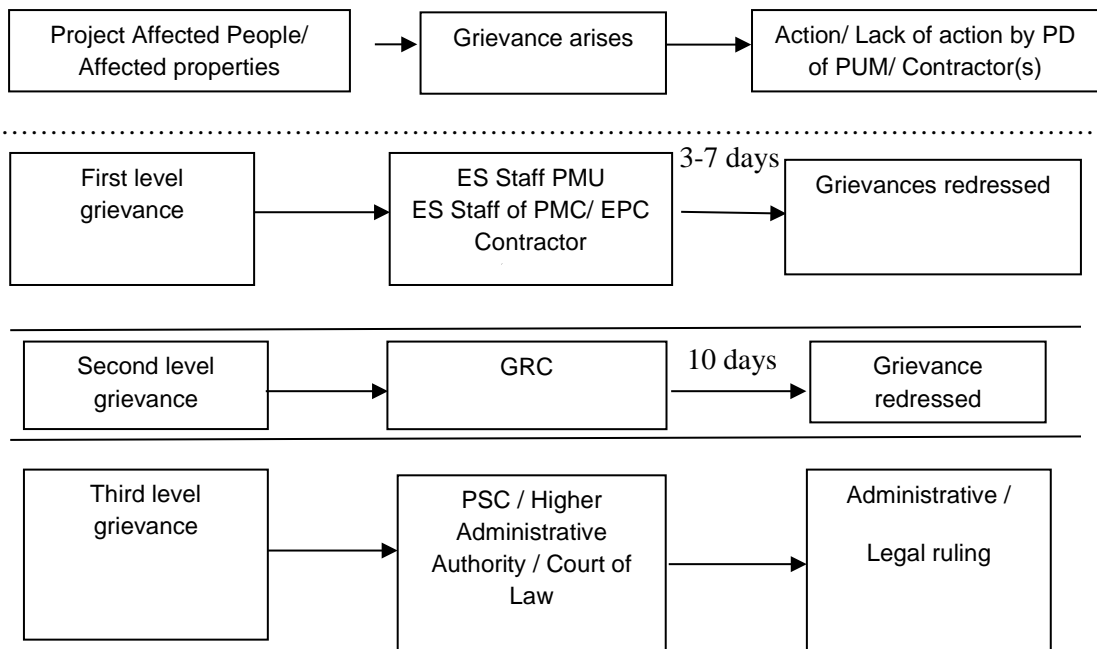 Project Affected People/
Affected properties
Grievance arises
Action/ Lack of action by PD
of PUM/ Contractor(s)
First level
grievance
ES Staff PMU
ES Staff of PMC/ EPC
Contractor
3-7 days
Grievances redressed
Second level
grievance
GRC
10 days
Grievance
redressed
Third level
grievance
PSC / Higher
Administrative
Authority / Court of
Law
Administrative /
Legal ruling